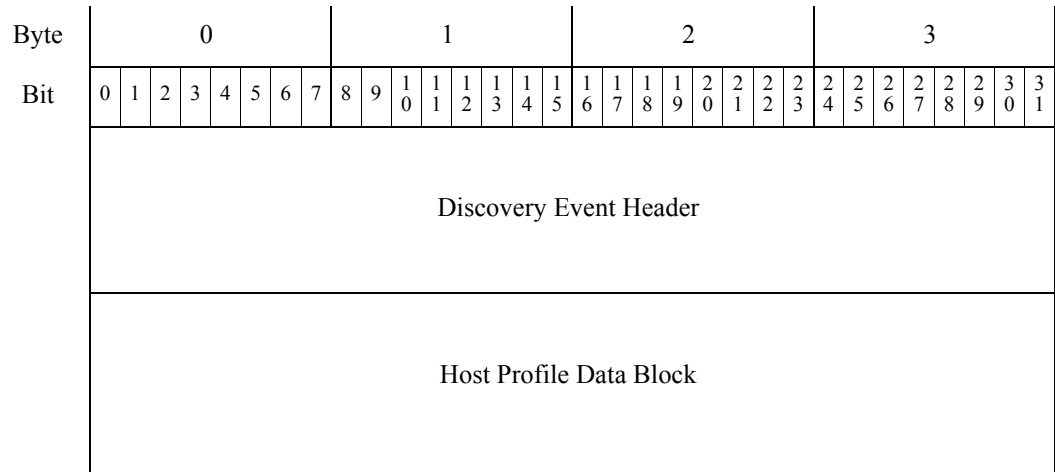 Byte 0 1 2 3
Bit 0 1 2 3 4 5 6 7 8 9 10 11 12 13 14 15 16 17 18 19 20 21 22 23 24 25 26 27 28 29 30 31
Discovery Event Header
Host Profile Data Block